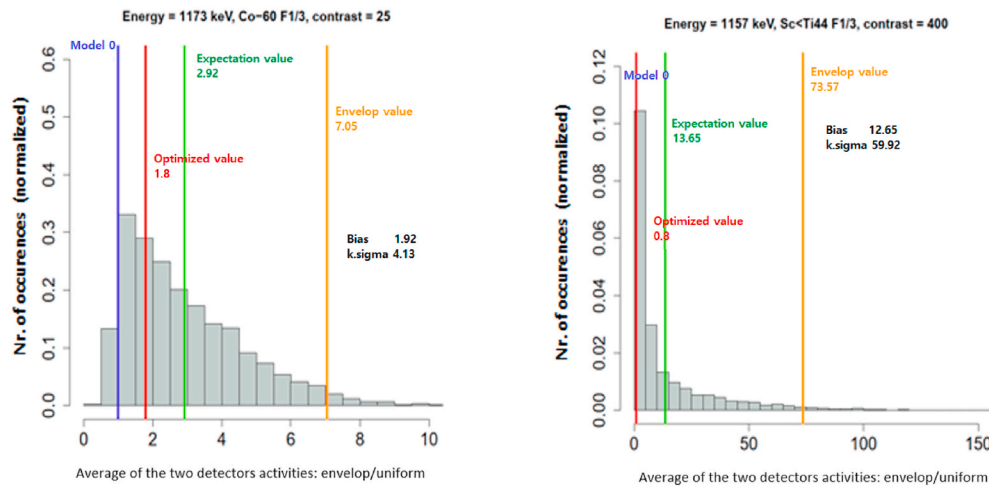 Energy = 1173 keV, Co−60 F1/3, contrast = 25
Model 0
Expectation value
2.92
Envelop value
7.05
Optimized value
1.8
Bias 1.92
k.sigma 4.13
Nr. of occurences (normalized)
0.0
0.1
0.2
0.3
0.4
0.5
0.6
0
2
4
6
8
10
Average of the two detectors activities: envelop/uniform
Energy = 1157 keV, Sc<Ti44 F1/3, contrast = 400
Model 0
Envelop value
73.57
Expectation value
13.65
Bias 12.65
k.sigma 59.92
Optimized value
0.8
Nr. of occurences (normalized)
0.00
0.02
0.04
0.06
0.08
0.10
0.12
0
50
100
150
Average of the two detectors activities: envelop/uniform